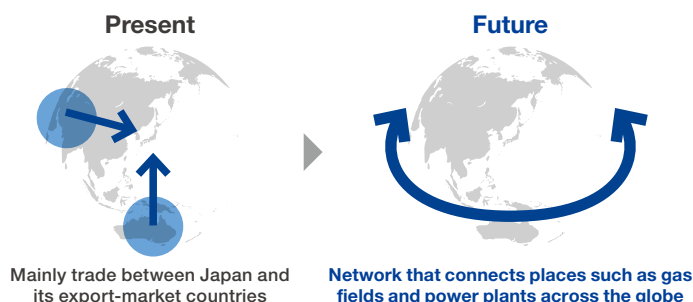 Present
Future
Mainly trade between Japan and
its export-market countries
Network that connects places such as gas
fields and power plants across the globe